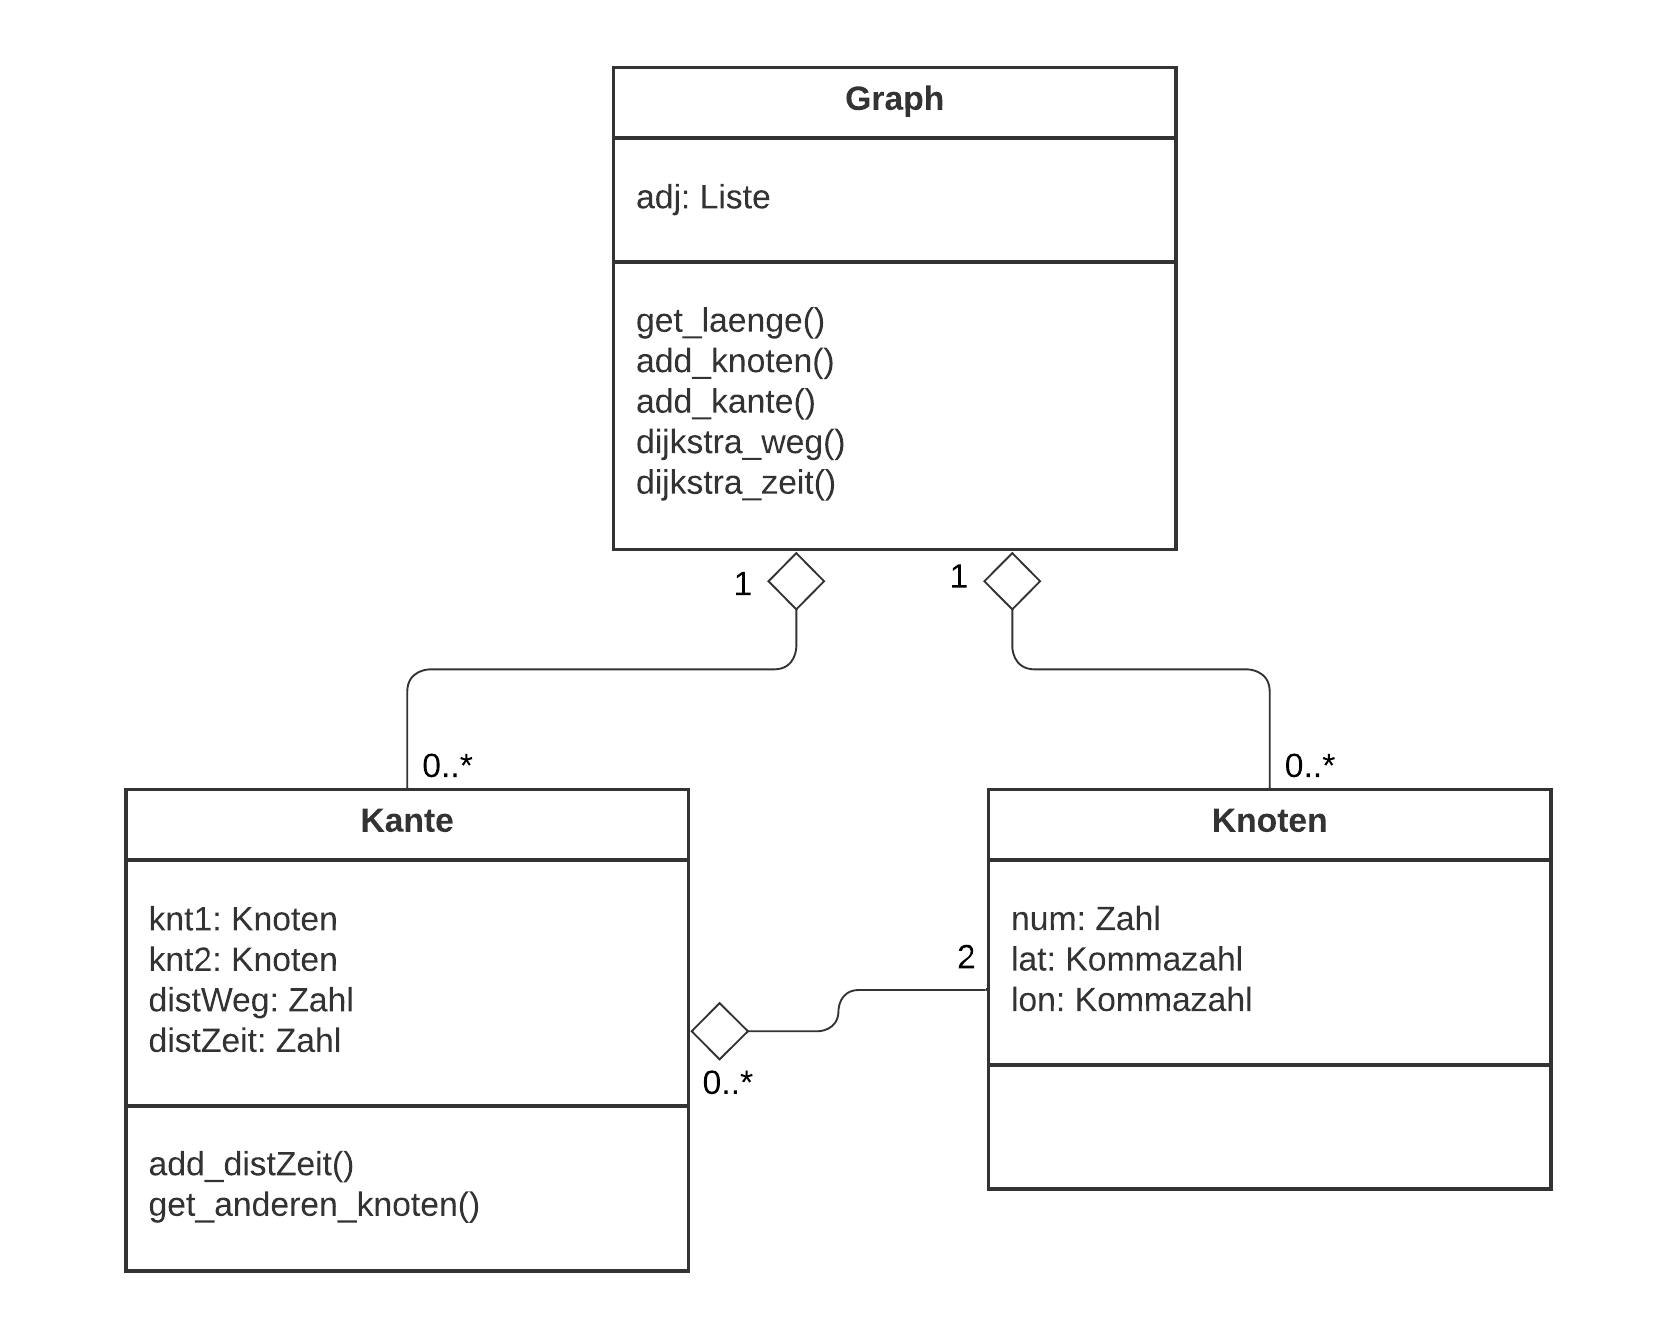 Graph
adj: Liste
get_laenge()
add_knoten()
add_kante()
dijkstra_weg()
dijkstra_zeit()
1
1
0..*
0..*
Kante
knt1: Knoten
knt2: Knoten
distWeg: Zahl
distZeit: Zahl
add_distZeit()
get_anderen_knoten()
2
0..*
Knoten
num: Zahl
lat: Kommazahl
lon: Kommazahl